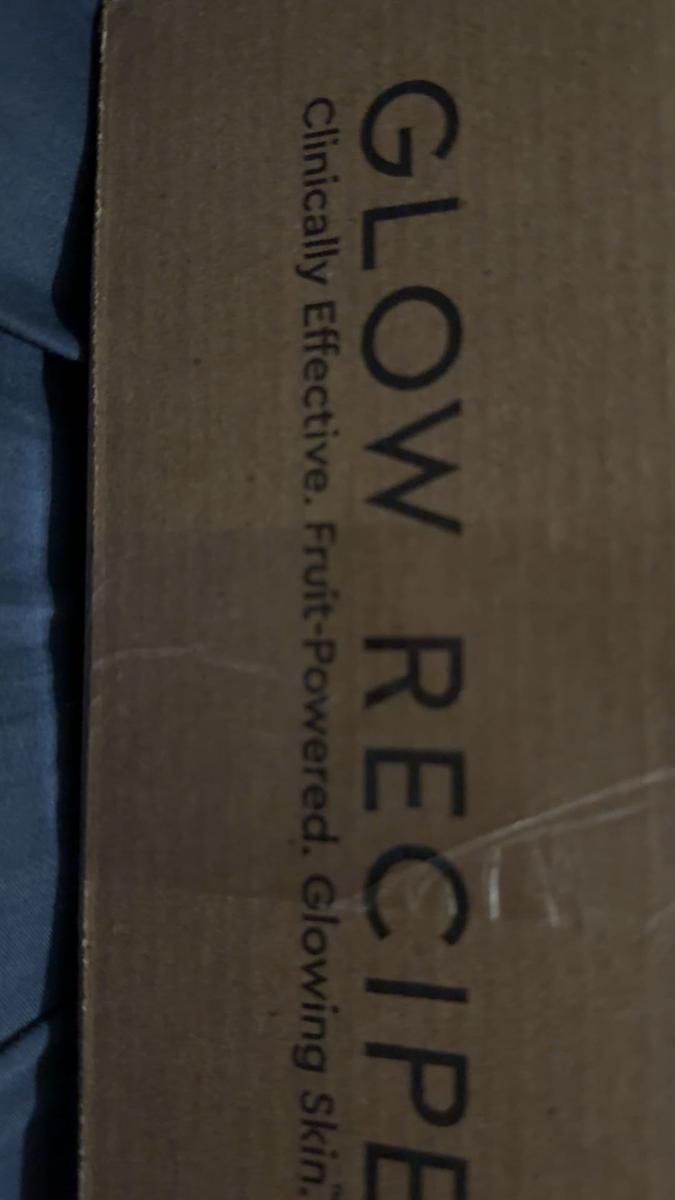 GLOW RECIPE
Clinically Effective. Fruit-Powered. Glowing Skin.™